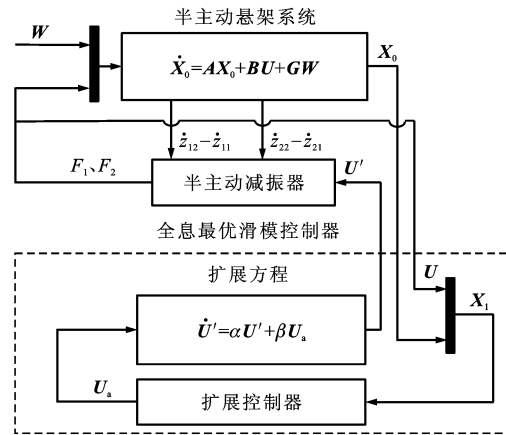 半主动悬架系统
W
Ẋ₀=AX₀+BU+GW
X₀
ż₁₂−ż₁₁
ż₂₂−ż₂₁
F₁、F₂
半主动减振器
U′
全息最优滑模控制器
扩展方程
U
X₁
U̇′=αU′+βUₐ
Uₐ
扩展控制器